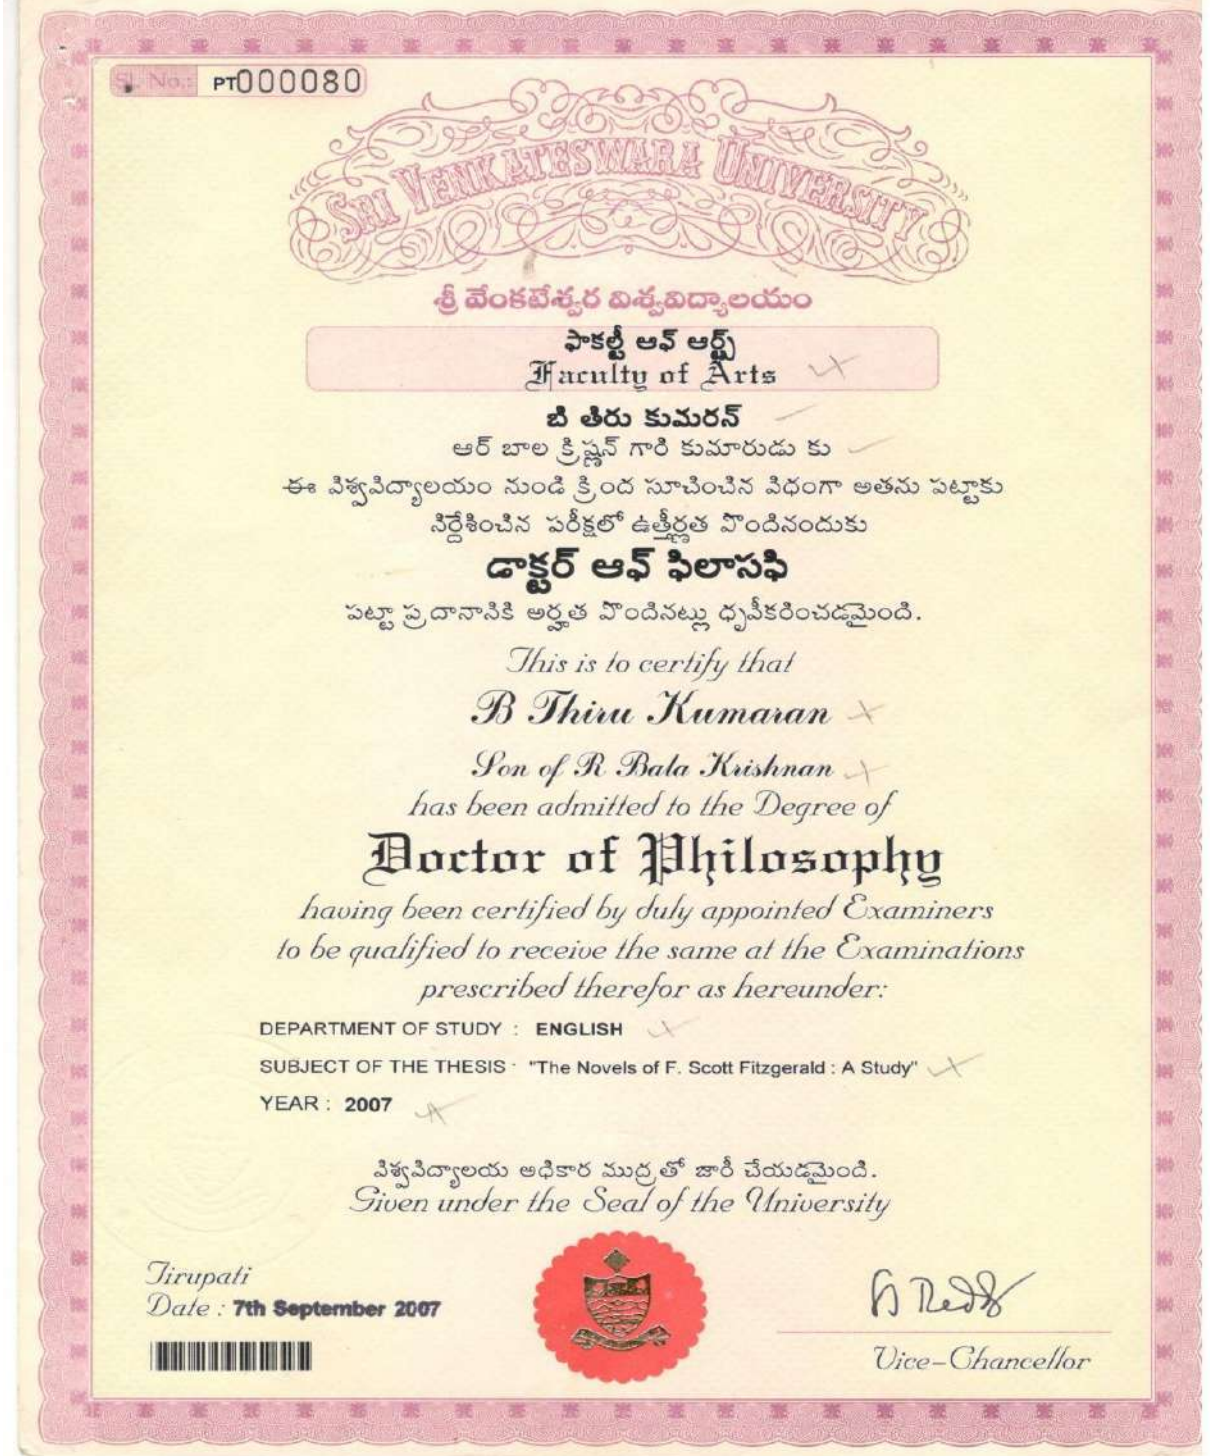 Sl. No.: PT000080
SRI VENKATESWARA UNIVERSITY
శ్రీ వేంకటేశ్వర విశ్వవిద్యాలయం
ఫాకల్టీ ఆఫ్ ఆర్ట్స్
Faculty of Arts
బి తిరు కుమరన్
ఆర్ బాల క్రిష్ణన్ గారి కుమారుడు కు
ఈ విశ్వవిద్యాలయం నుండి క్రింద సూచించిన విధంగా అతను పట్టాకు
నిర్దేశించిన పరీక్షలో ఉత్తీర్ణత పొందినందుకు
డాక్టర్ ఆఫ్ ఫిలాసఫి
పట్టా ప్రదానానికి అర్హత పొందినట్లు ధృవీకరించడమైంది.
This is to certify that
B Thiru Kumaran
Son of R Bala Krishnan
has been admitted to the Degree of
Doctor of Philosophy
having been certified by duly appointed Examiners
to be qualified to receive the same at the Examinations
prescribed therefor as hereunder:
DEPARTMENT OF STUDY : ENGLISH
SUBJECT OF THE THESIS : "The Novels of F. Scott Fitzgerald : A Study"
YEAR : 2007
విశ్వవిద్యాలయ అధికార ముద్రతో జారీ చేయడమైంది.
Given under the Seal of the University
Tirupati
Date : 7th September 2007
Vice-Chancellor